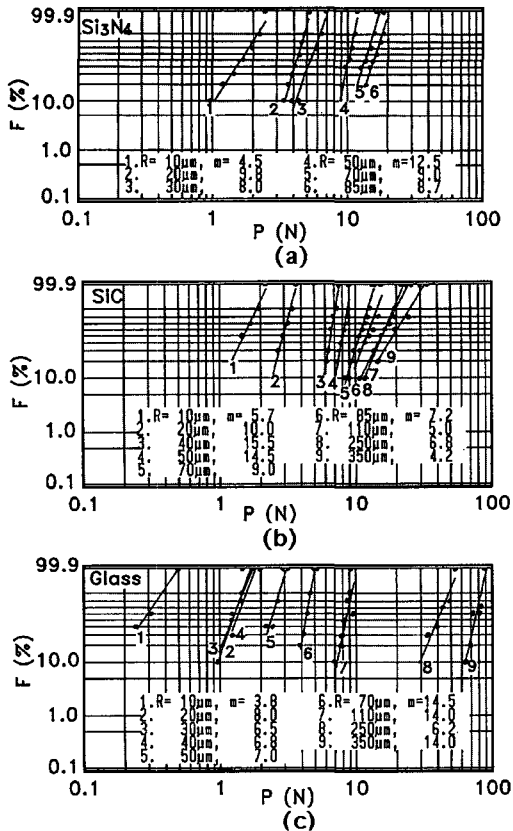 Si3N4
99.9
10.0
1.0
0.1
F (%)
1 2 3 4 5 6
1.R= 10μm, m= 4.5 4.R= 50μm, m=12.5
2. 20μm, 9.8 5. 70μm, 9.0
3. 30μm, 8.0 6. 85μm, 8.7
0.1 1 10 100
P (N)
(a)
SiC
99.9
10.0
1.0
0.1
F (%)
1 2 3 4 5 6 7 8 9
1.R= 10μm, m= 5.7 6.R= 85μm, m= 7.2
2. 20μm, 10.0 7. 110μm, 5.0
3. 40μm, 15.5 8. 250μm, 6.8
4. 50μm, 14.5 9. 350μm, 4.2
5. 70μm, 9.0
0.1 1 10 100
P (N)
(b)
Glass
99.9
10.0
1.0
0.1
F (%)
1 3 2 4 5 6 7 8 9
1.R= 10μm, m= 3.8 6.R= 70μm, m=14.5
2. 20μm, 8.0 7. 110μm, 14.0
3. 30μm, 6.5 8. 250μm, 6.2
4. 40μm, 6.8 9. 350μm, 14.0
5. 50μm, 7.0
0.1 1 10 100
P (N)
(c)